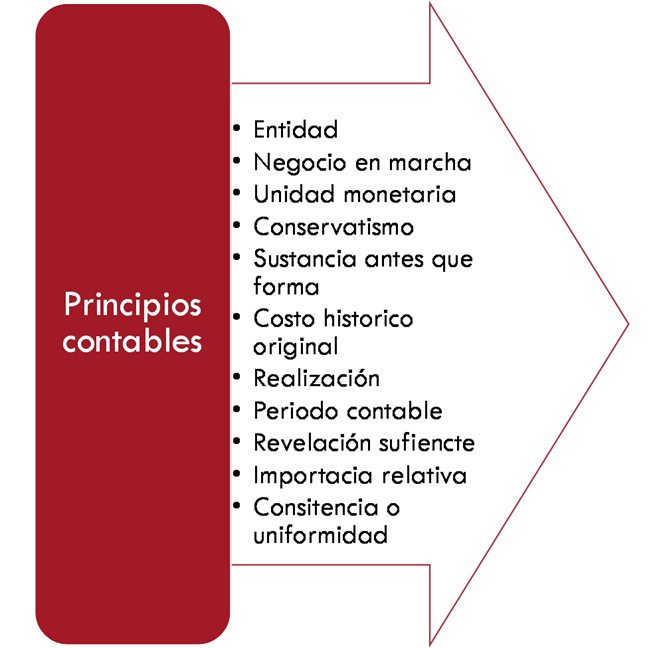 Principios
contables
• Entidad
• Negocio en marcha
• Unidad monetaria
• Conservatismo
• Sustancia antes que
forma
• Costo historico
original
• Realización
• Periodo contable
• Revelación sufiencte
• Importacia relativa
• Consitencia o
uniformidad